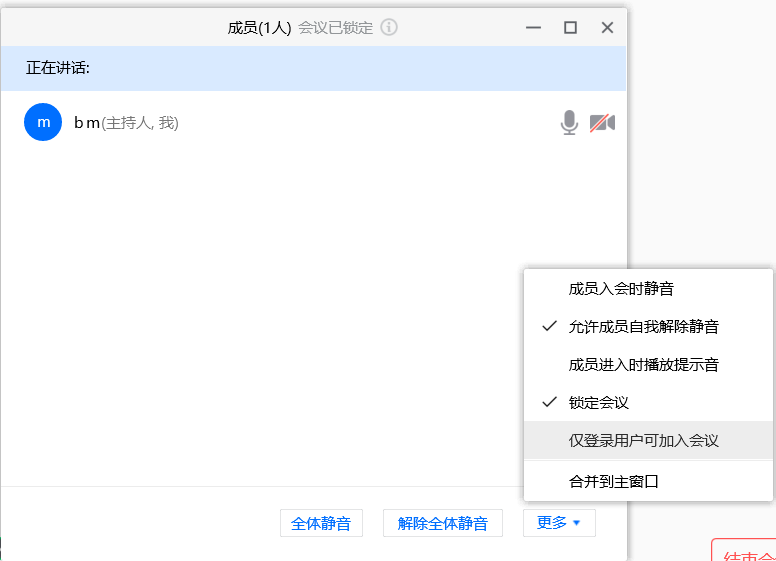 成员(1人) 会议已锁定
正在讲话:
m b m(主持人, 我)
成员入会时静音
允许成员自我解除静音
成员进入时播放提示音
锁定会议
仅登录用户可加入会议
合并到主窗口
全体静音 解除全体静音 更多
结束会